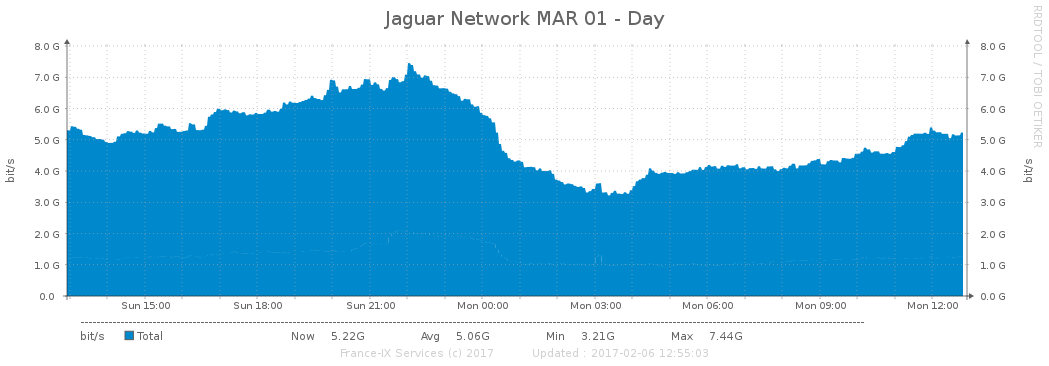 Jaguar Network MAR 01 - Day
RRDTOOL / TOBI OETIKER
8.0 G 8.0 G
7.0 G 7.0 G
6.0 G 6.0 G
5.0 G 5.0 G
4.0 G 4.0 G
3.0 G 3.0 G
2.0 G 2.0 G
1.0 G 1.0 G
0.0 0.0 G
bit/s
bit/s
Sun 15:00 Sun 18:00 Sun 21:00 Mon 00:00 Mon 03:00 Mon 06:00 Mon 09:00 Mon 12:00
bit/s Total Now 5.22G Avg 5.06G Min 3.21G Max 7.44G
France-IX Services (c) 2017 Updated : 2017-02-06 12:55:03